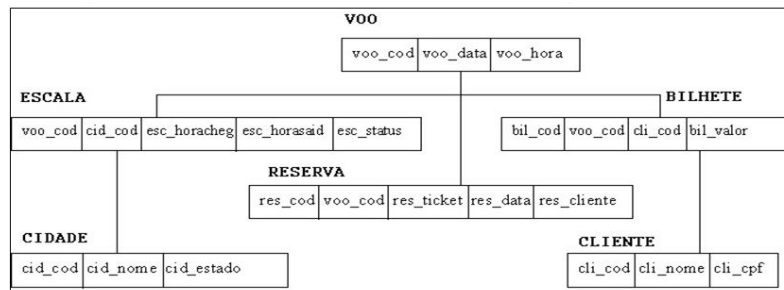 VOO
voo_cod voo_data voo_hora
ESCALA
voo_cod cid_cod esc_horacheg esc_horasaid esc_status
BILHETE
bil_cod voo_cod cli_cod bil_valor
RESERVA
res_cod voo_cod res_ticket res_data res_cliente
CIDADE
cid_cod cid_nome cid_estado
CLIENTE
cli_cod cli_nome cli_cpf